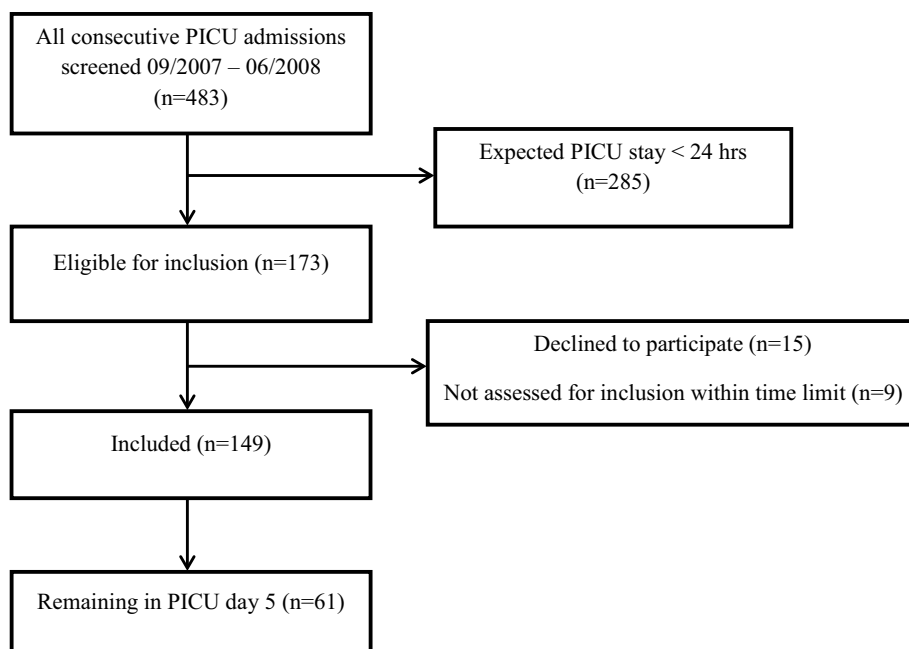 All consecutive PICU admissions
screened 09/2007 – 06/2008
(n=483)
Expected PICU stay < 24 hrs
(n=285)
Eligible for inclusion (n=173)
Declined to participate (n=15)
Not assessed for inclusion within time limit (n=9)
Included (n=149)
Remaining in PICU day 5 (n=61)